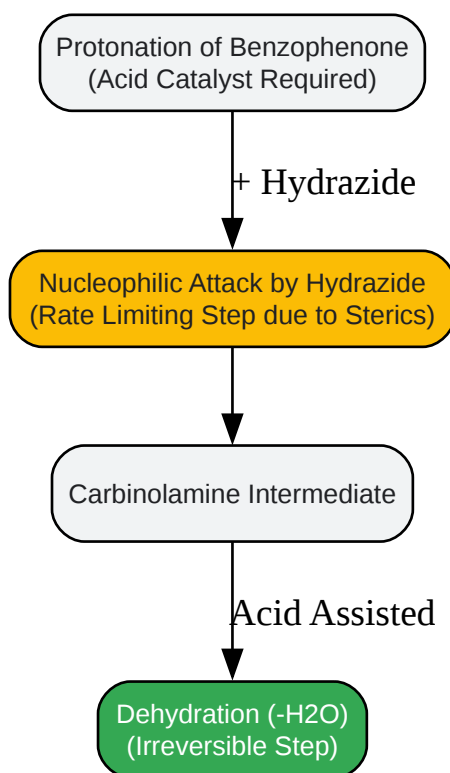 Protonation of Benzophenone
(Acid Catalyst Required)
+ Hydrazide
Nucleophilic Attack by Hydrazide
(Rate Limiting Step due to Sterics)
Carbinolamine Intermediate
Acid Assisted
Dehydration (-H2O)
(Irreversible Step)